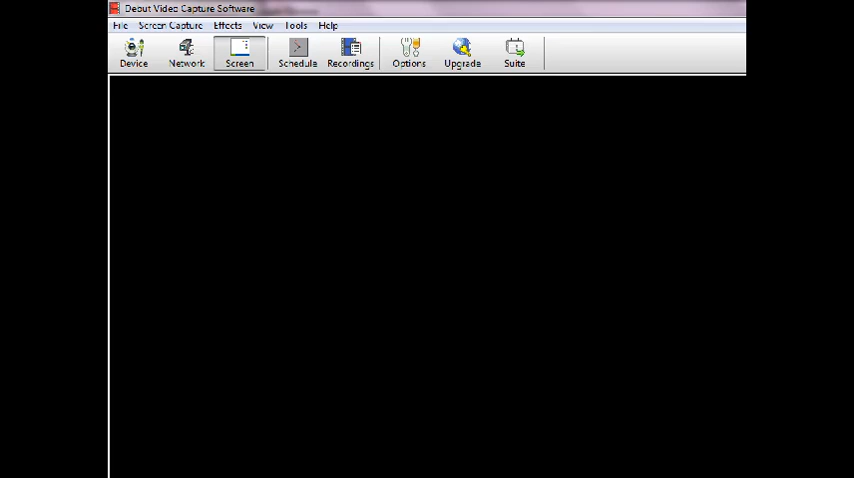 Debut Video Capture Software
File Screen Capture Effects View Tools Help
Device Network Screen Schedule Recordings Options Upgrade Suite